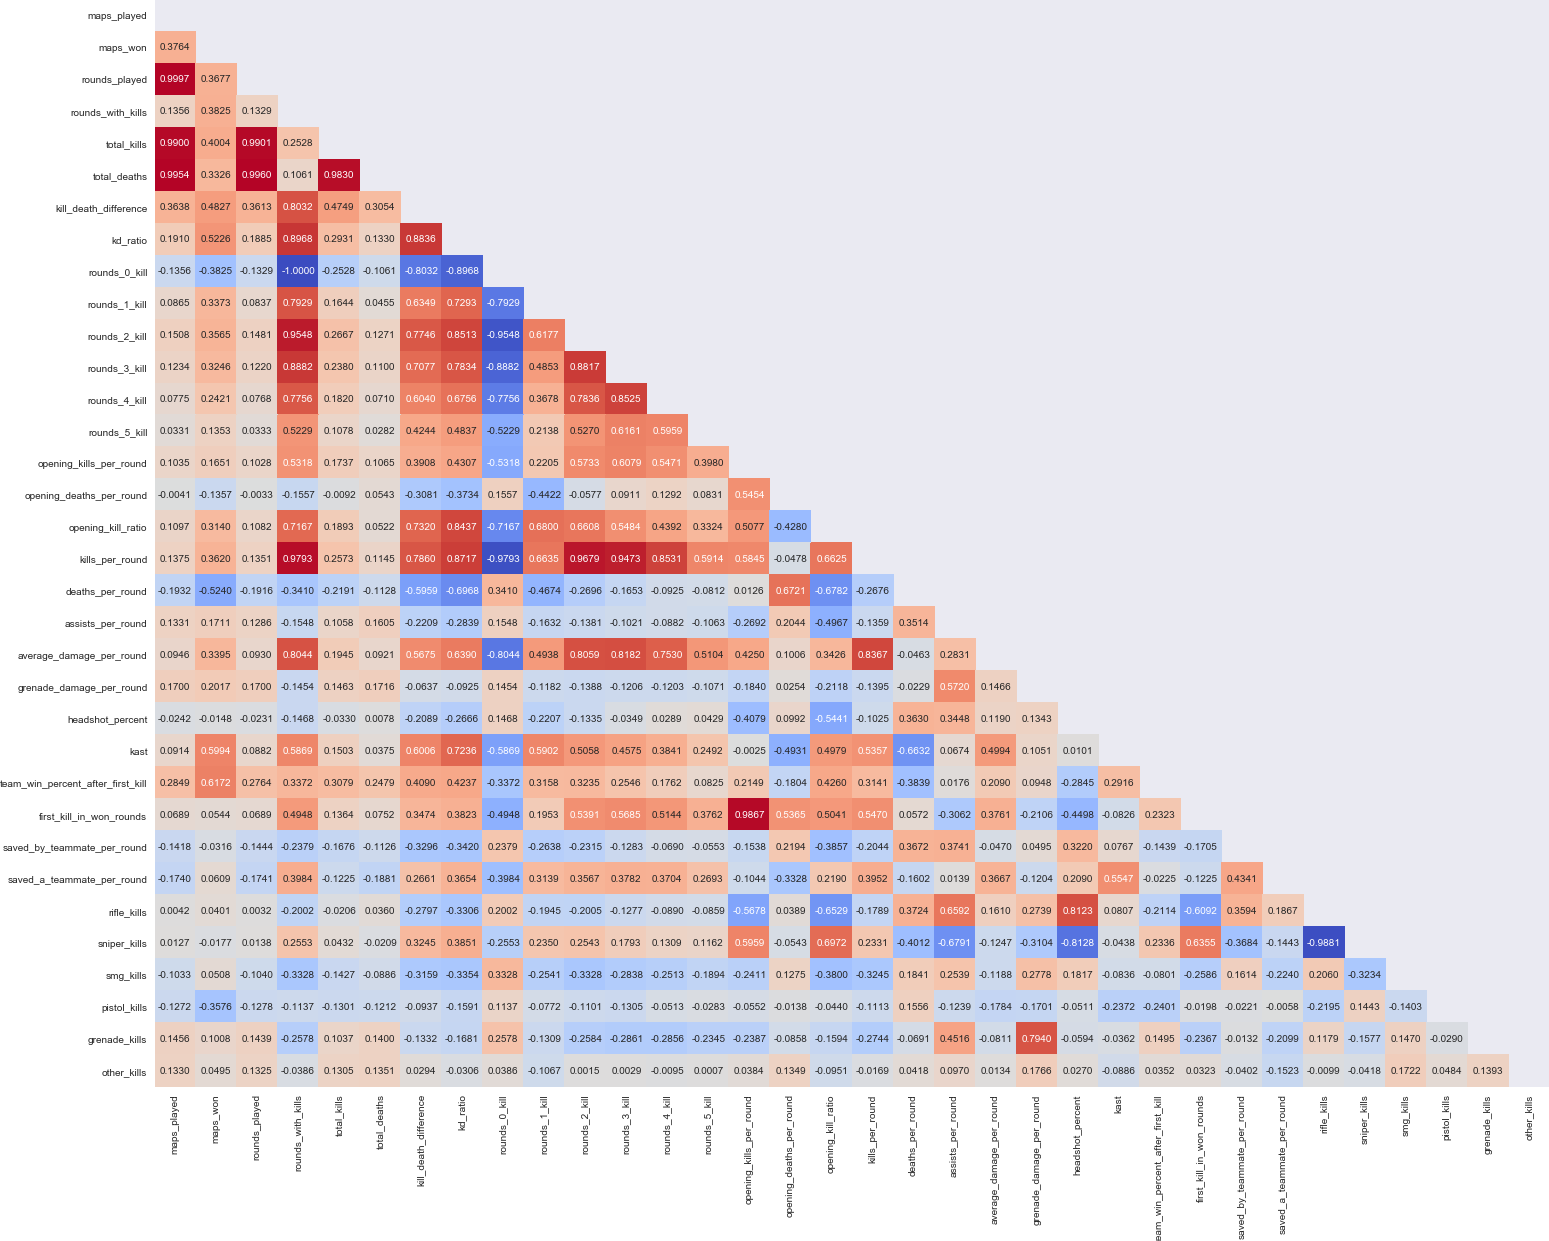 maps_played
maps_won 0.3764
rounds_played 0.9997 0.3677
rounds_with_kills 0.1356 0.3825 0.1329
total_kills 0.9900 0.4004 0.9901 0.2528
total_deaths 0.9954 0.3326 0.9960 0.1061 0.9830
kill_death_difference 0.3638 0.4827 0.3613 0.8032 0.4749 0.3054
kd_ratio 0.1910 0.5226 0.1885 0.8968 0.2931 0.1330 0.8836
rounds_0_kill -0.1356 -0.3825 -0.1329 -1.0000 -0.2528 -0.1061 -0.8032 -0.8968
rounds_1_kill 0.0865 0.3373 0.0837 0.7929 0.1644 0.0455 0.6349 0.7293 -0.7929
rounds_2_kill 0.1508 0.3565 0.1481 0.9548 0.2667 0.1271 0.7746 0.8513 -0.9548 0.6177
rounds_3_kill 0.1234 0.3246 0.1220 0.8882 0.2380 0.1100 0.7077 0.7834 -0.8882 0.4853 0.8817
rounds_4_kill 0.0775 0.2421 0.0768 0.7756 0.1820 0.0710 0.6040 0.6756 -0.7756 0.3678 0.7836 0.8525
rounds_5_kill 0.0331 0.1353 0.0333 0.5229 0.1078 0.0282 0.4244 0.4837 -0.5229 0.2138 0.5270 0.6161 0.5959
opening_kills_per_round 0.1035 0.1651 0.1028 0.5318 0.1737 0.1065 0.3908 0.4307 -0.5318 0.2205 0.5733 0.6079 0.5471 0.3980
opening_deaths_per_round -0.0041 -0.1357 -0.0033 -0.1557 -0.0092 0.0543 -0.3081 -0.3734 0.1557 -0.4422 -0.0577 0.0911 0.1292 0.0831 0.5454
opening_kill_ratio 0.1097 0.3140 0.1082 0.7167 0.1893 0.0522 0.7320 0.8437 -0.7167 0.6800 0.6608 0.5484 0.4392 0.3324 0.5077 -0.4280
kills_per_round 0.1375 0.3620 0.1351 0.9793 0.2573 0.1145 0.7860 0.8717 -0.9793 0.6635 0.9679 0.9473 0.8531 0.5914 0.5845 -0.0478 0.6625
deaths_per_round -0.1932 -0.5240 -0.1916 -0.3410 -0.2191 -0.1128 -0.5959 -0.6968 0.3410 -0.4674 -0.2696 -0.1653 -0.0925 -0.0812 0.0126 0.6721 -0.6782 -0.2676
assists_per_round 0.1331 0.1711 0.1286 -0.1548 0.1058 0.1605 -0.2209 -0.2839 0.1548 -0.1632 -0.1381 -0.1021 -0.0882 -0.1063 -0.2692 0.2044 -0.4967 -0.1359 0.3514
average_damage_per_round 0.0946 0.3395 0.0930 0.8044 0.1945 0.0921 0.5675 0.6390 -0.8044 0.4938 0.8059 0.8182 0.7530 0.5104 0.4250 0.1006 0.3426 0.8367 -0.0463 0.2831
grenade_damage_per_round 0.1700 0.2017 0.1700 -0.1454 0.1463 0.1716 -0.0637 -0.0925 0.1454 -0.1182 -0.1388 -0.1206 -0.1203 -0.1071 -0.1840 0.0254 -0.2118 -0.1395 -0.0229 0.5720 0.1466
headshot_percent -0.0242 -0.0148 -0.0231 -0.1468 -0.0330 0.0078 -0.2089 -0.2666 0.1468 -0.2207 -0.1335 -0.0349 0.0289 0.0429 -0.4079 0.0992 -0.5441 -0.1025 0.3630 0.3448 0.1190 0.1343
kast 0.0914 0.5994 0.0882 0.5869 0.1503 0.0375 0.6006 0.7236 -0.5869 0.5902 0.5058 0.4575 0.3841 0.2492 -0.0025 -0.4931 0.4979 0.5357 -0.6632 0.0674 0.4994 0.1051 0.0101
team_win_percent_after_first_kill 0.2849 0.6172 0.2764 0.3372 0.3079 0.2479 0.4090 0.4237 -0.3372 0.3158 0.3235 0.2546 0.1762 0.0825 0.2149 -0.1804 0.4260 0.3141 -0.3839 0.0176 0.2090 0.0948 -0.2845 0.2916
first_kill_in_won_rounds 0.0689 0.0544 0.0689 0.4948 0.1364 0.0752 0.3474 0.3823 -0.4948 0.1953 0.5391 0.5685 0.5144 0.3762 0.9867 0.5365 0.5041 0.5470 0.0572 -0.3062 0.3761 -0.2106 -0.4498 -0.0826 0.2323
saved_by_teammate_per_round -0.1418 -0.0316 -0.1444 -0.2379 -0.1676 -0.1126 -0.3296 -0.3420 0.2379 -0.2638 -0.2315 -0.1283 -0.0690 -0.0553 -0.1538 0.2194 -0.3857 -0.2044 0.3672 0.3741 -0.0470 0.0495 0.3220 0.0767 -0.1439 -0.1705
saved_a_teammate_per_round -0.1740 0.0609 -0.1741 0.3984 -0.1225 -0.1881 0.2661 0.3654 -0.3984 0.3139 0.3567 0.3782 0.3704 0.2693 -0.1044 -0.3328 0.2190 0.3952 -0.1602 0.0139 0.3667 -0.1204 0.2090 0.5547 -0.0225 -0.1225 0.4341
rifle_kills 0.0042 0.0401 0.0032 -0.2002 -0.0206 0.0360 -0.2797 -0.3306 0.2002 -0.1945 -0.2005 -0.1277 -0.0890 -0.0859 -0.5678 0.0389 -0.6529 -0.1789 0.3724 0.6592 0.1610 0.2739 0.8123 0.0807 -0.2114 -0.6092 0.3594 0.1867
sniper_kills 0.0127 -0.0177 0.0138 0.2553 0.0432 -0.0209 0.3245 0.3851 -0.2553 0.2350 0.2543 0.1793 0.1309 0.1162 0.5959 -0.0543 0.6972 0.2331 -0.4012 -0.6791 -0.1247 -0.3104 -0.8128 -0.0438 0.2336 0.6355 -0.3684 -0.1443 -0.9881
smg_kills -0.1033 0.0508 -0.1040 -0.3328 -0.1427 -0.0886 -0.3159 -0.3354 0.3328 -0.2541 -0.3328 -0.2838 -0.2513 -0.1894 -0.2411 0.1275 -0.3800 -0.3245 0.1841 0.2539 -0.1188 0.2778 0.1817 -0.0836 -0.0801 -0.2586 0.1614 -0.2240 0.2060 -0.3234
pistol_kills -0.1272 -0.3576 -0.1278 -0.1137 -0.1301 -0.1212 -0.0937 -0.1591 0.1137 -0.0772 -0.1101 -0.1305 -0.0513 -0.0283 -0.0552 -0.0138 -0.0440 -0.1113 0.1556 -0.1239 -0.1784 -0.1701 -0.0511 -0.2372 -0.2401 -0.0198 -0.0221 -0.0058 -0.2195 0.1443 -0.1403
grenade_kills 0.1456 0.1008 0.1439 -0.2578 0.1037 0.1400 -0.1332 -0.1681 0.2578 -0.1309 -0.2584 -0.2861 -0.2856 -0.2345 -0.2387 -0.0858 -0.1594 -0.2744 -0.0691 0.4516 -0.0811 0.7940 -0.0594 -0.0362 0.1495 -0.2367 -0.0132 -0.2099 0.1179 -0.1577 0.1470 -0.0290
other_kills 0.1330 0.0495 0.1325 -0.0386 0.1305 0.1351 0.0294 -0.0306 0.0386 -0.1067 0.0015 0.0029 -0.0095 0.0007 0.0384 0.1349 -0.0951 -0.0169 0.0418 0.0970 0.0134 0.1766 0.0270 -0.0886 0.0352 0.0323 -0.0402 -0.1523 -0.0099 -0.0418 0.1722 0.0484 0.1393
maps_played
maps_won
rounds_played
rounds_with_kills
total_kills
total_deaths
kill_death_difference
kd_ratio
rounds_0_kill
rounds_1_kill
rounds_2_kill
rounds_3_kill
rounds_4_kill
rounds_5_kill
opening_kills_per_round
opening_deaths_per_round
opening_kill_ratio
kills_per_round
deaths_per_round
assists_per_round
average_damage_per_round
grenade_damage_per_round
headshot_percent
kast
eam_win_percent_after_first_kill
first_kill_in_won_rounds
saved_by_teammate_per_round
saved_a_teammate_per_round
rifle_kills
sniper_kills
smg_kills
pistol_kills
grenade_kills
other_kills